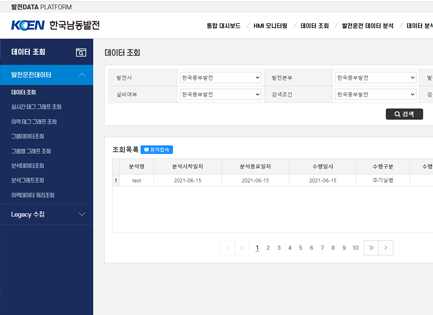 발전DATA PLATFORM
KOEN 한국남동발전
통합 대시보드 / HMI 모니터링 / 데이터 조회 / 발전운전 데이터 분석 / 데이터 분석
데이터 조회
발전운전데이터
데이터 조회
실시간 태그 그래프 조회
이력 태그 그래프 조회
그룹데이터조회
그룹별 그래프 조회
분석데이터조회
분석그래프조회
이력데이터 쿼리조회
Legacy 수집
데이터 조회
발전사 한국중부발전 발전본부 한국중부발전
설비여부 한국중부발전 검색조건 한국중부발전
검색
조회목록 원격접속
분석명 분석시작일자 분석종료일자 수행일시 수행구분
1 test 2021-06-15 2021-06-15 2021-06-15 주기실행
1 2 3 4 5 6 7 8 9 10